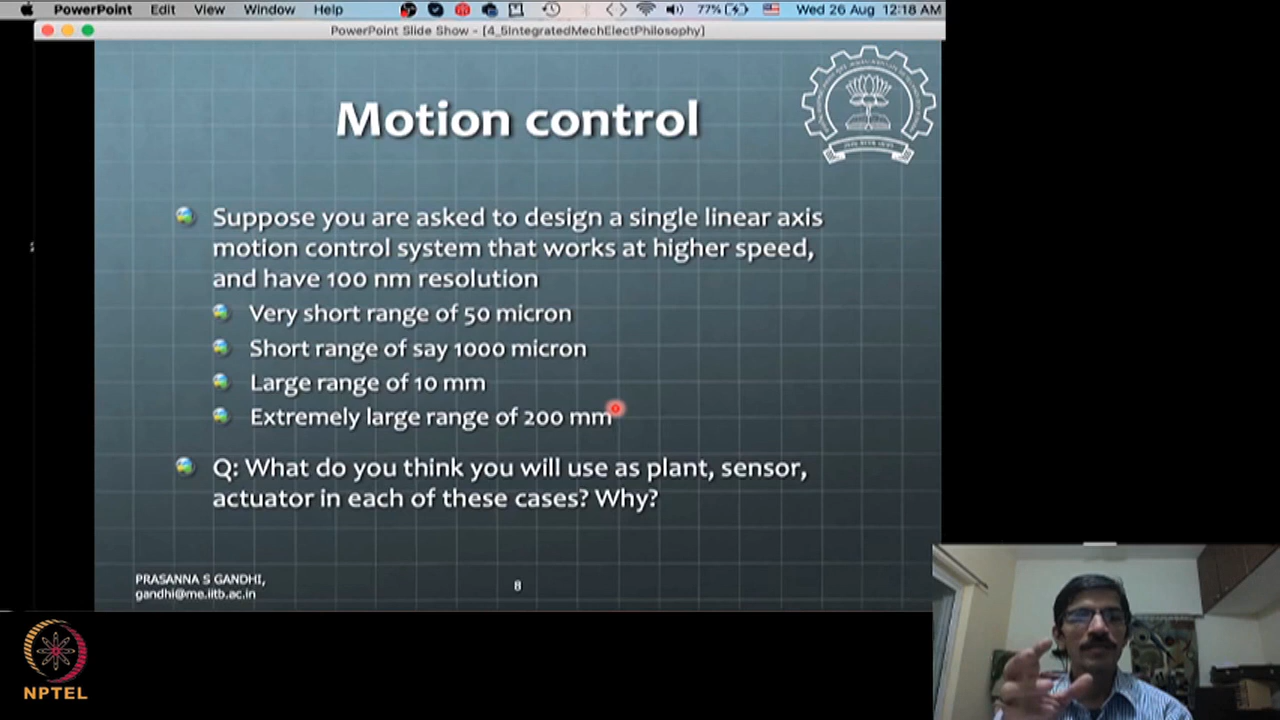 PowerPoint Edit View Window Help 77% Wed 26 Aug 12:18 AM
PowerPoint Slide Show - [4_5IntegratedMechElectPhilosophy]
Motion control
Suppose you are asked to design a single linear axis
motion control system that works at higher speed,
and have 100 nm resolution
Very short range of 50 micron
Short range of say 1000 micron
Large range of 10 mm
Extremely large range of 200 mm
Q: What do you think you will use as plant, sensor,
actuator in each of these cases? Why?
PRASANNA S GANDHI,
gandhi@me.iitb.ac.in
8
NPTEL